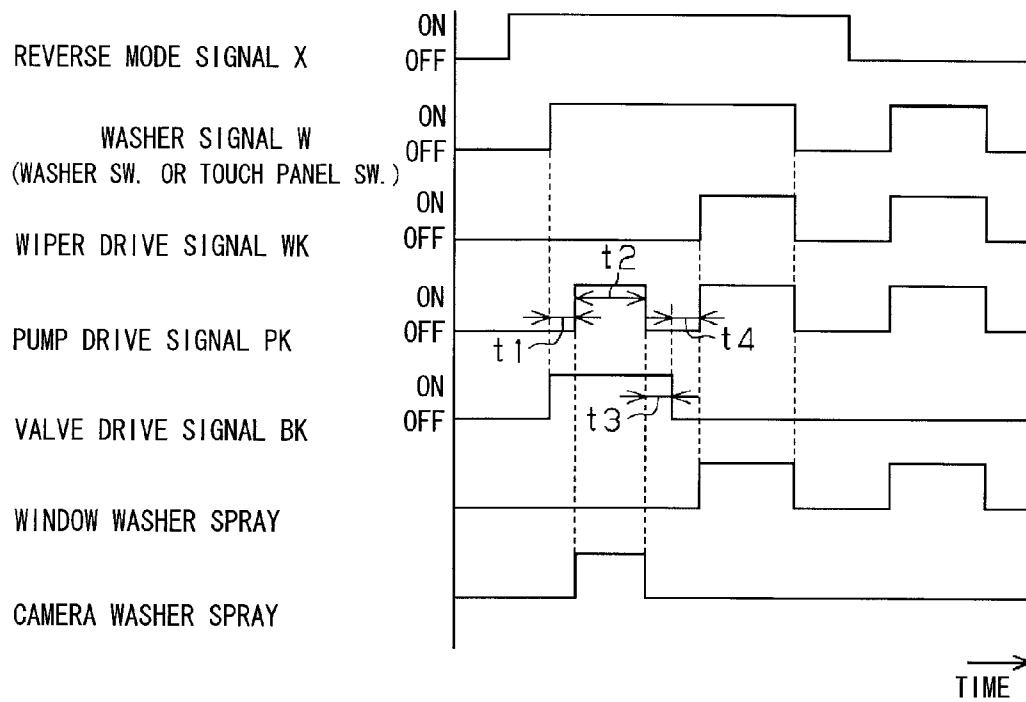 ON
REVERSE MODE SIGNAL X
OFF
ON
WASHER SIGNAL W
OFF
(WASHER SW. OR TOUCH PANEL SW.)
ON
WIPER DRIVE SIGNAL WK
OFF
t2
ON
OFF
PUMP DRIVE SIGNAL PK
t1
t4
ON
OFF
VALVE DRIVE SIGNAL BK
t3
WINDOW WASHER SPRAY
CAMERA WASHER SPRAY
TIME